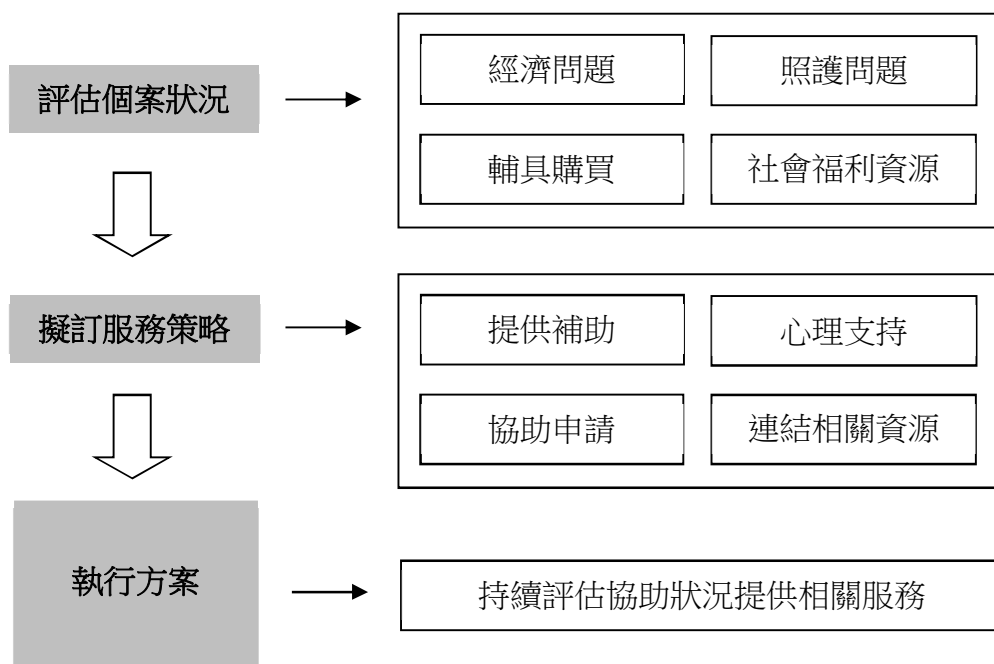 評估個案狀況
經濟問題
照護問題
輔具購買
社會福利資源
擬訂服務策略
提供補助
心理支持
協助申請
連結相關資源
執行方案
持續評估協助狀況提供相關服務